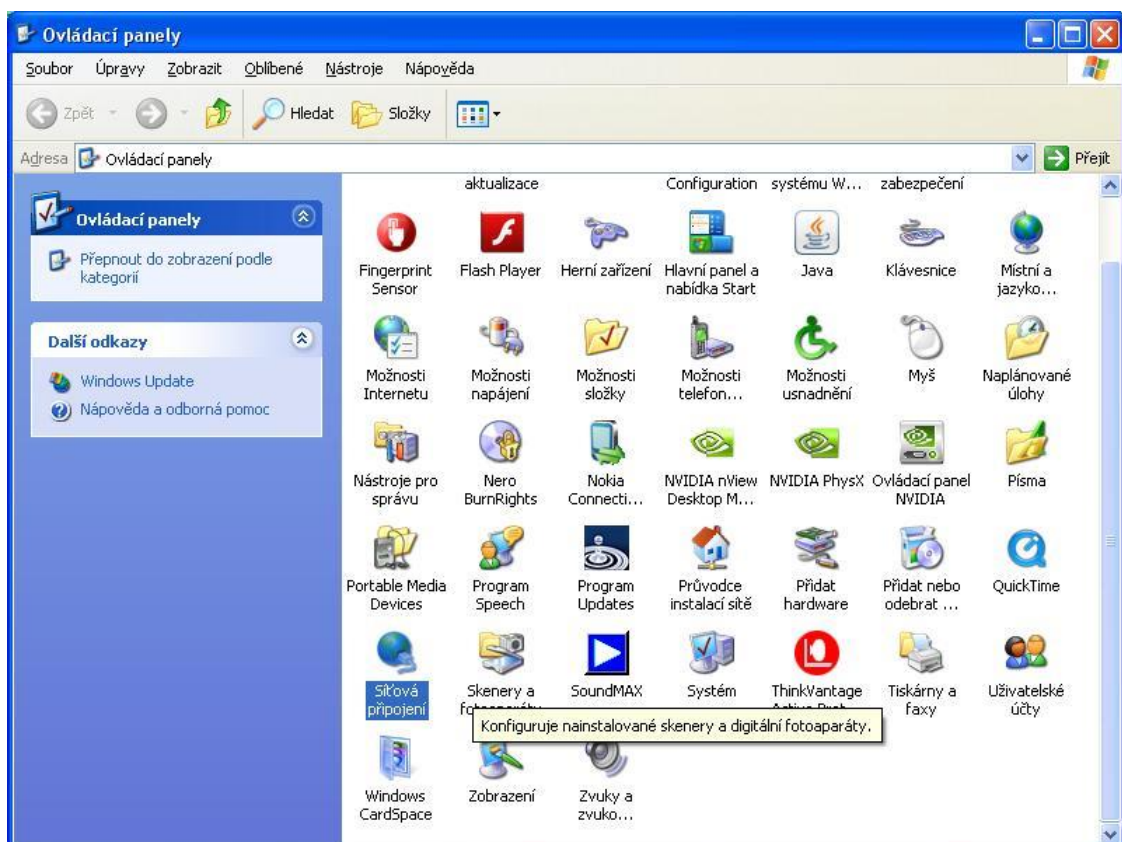 Ovládací panely
Soubor Úpravy Zobrazit Oblíbené Nástroje Nápověda
Zpět Hledat Složky
Adresa Ovládací panely Přejít
Ovládací panely
Přepnout do zobrazení podle
kategorií
Další odkazy
Windows Update
Nápověda a odborná pomoc
aktualizace Configuration systému W... zabezpečení
Fingerprint Flash Player Herní zařízení Hlavní panel a Java Klávesnice Místní a
Sensor nabídka Start jazyko...
Možnosti Možnosti Možnosti Možnosti Možnosti Myš Naplánované
Internetu napájení složky telefon... usnadnění úlohy
Nástroje pro Nero Nokia NVIDIA nView NVIDIA PhysX Ovládací panel Písma
správu BurnRights Connecti... Desktop M... NVIDIA
Portable Media Program Program Průvodce Přidat Přidat nebo QuickTime
Devices Speech Updates instalací sítě hardware odebrat ...
Síťová Skenery a SoundMAX Systém ThinkVantage Tiskárny a Uživatelské
připojení faxy účty
Konfiguruje nainstalované skenery a digitální fotoaparáty.
Windows Zobrazení Zvuky a
CardSpace zvuko...